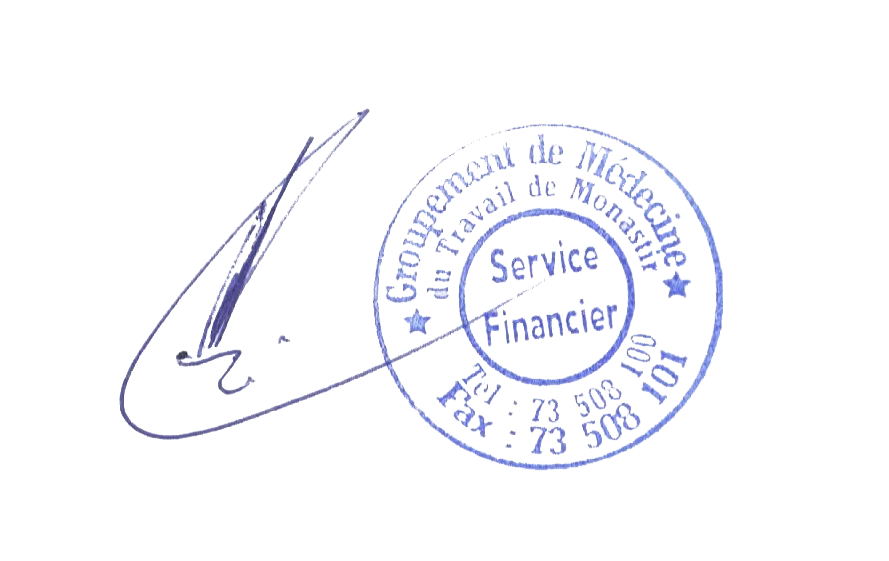 Groupement de Médecine
du Travail de Monastir
Service
Financier
Tel : 73 508 100
Fax : 73 508 101